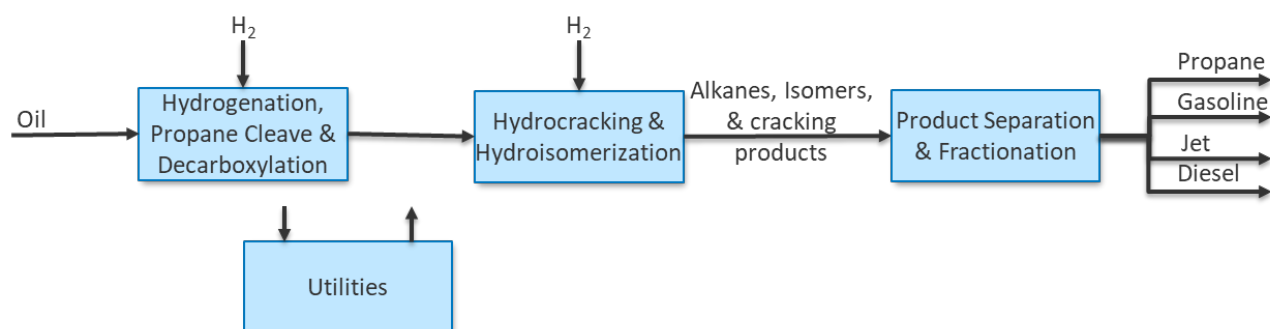 H₂
H₂
Oil
Hydrogenation,
Propane Cleave &
Decarboxylation
Hydrocracking &
Hydroisomerization
Alkanes, Isomers,
& cracking
products
Product Separation
& Fractionation
Propane
Gasoline
Jet
Diesel
Utilities